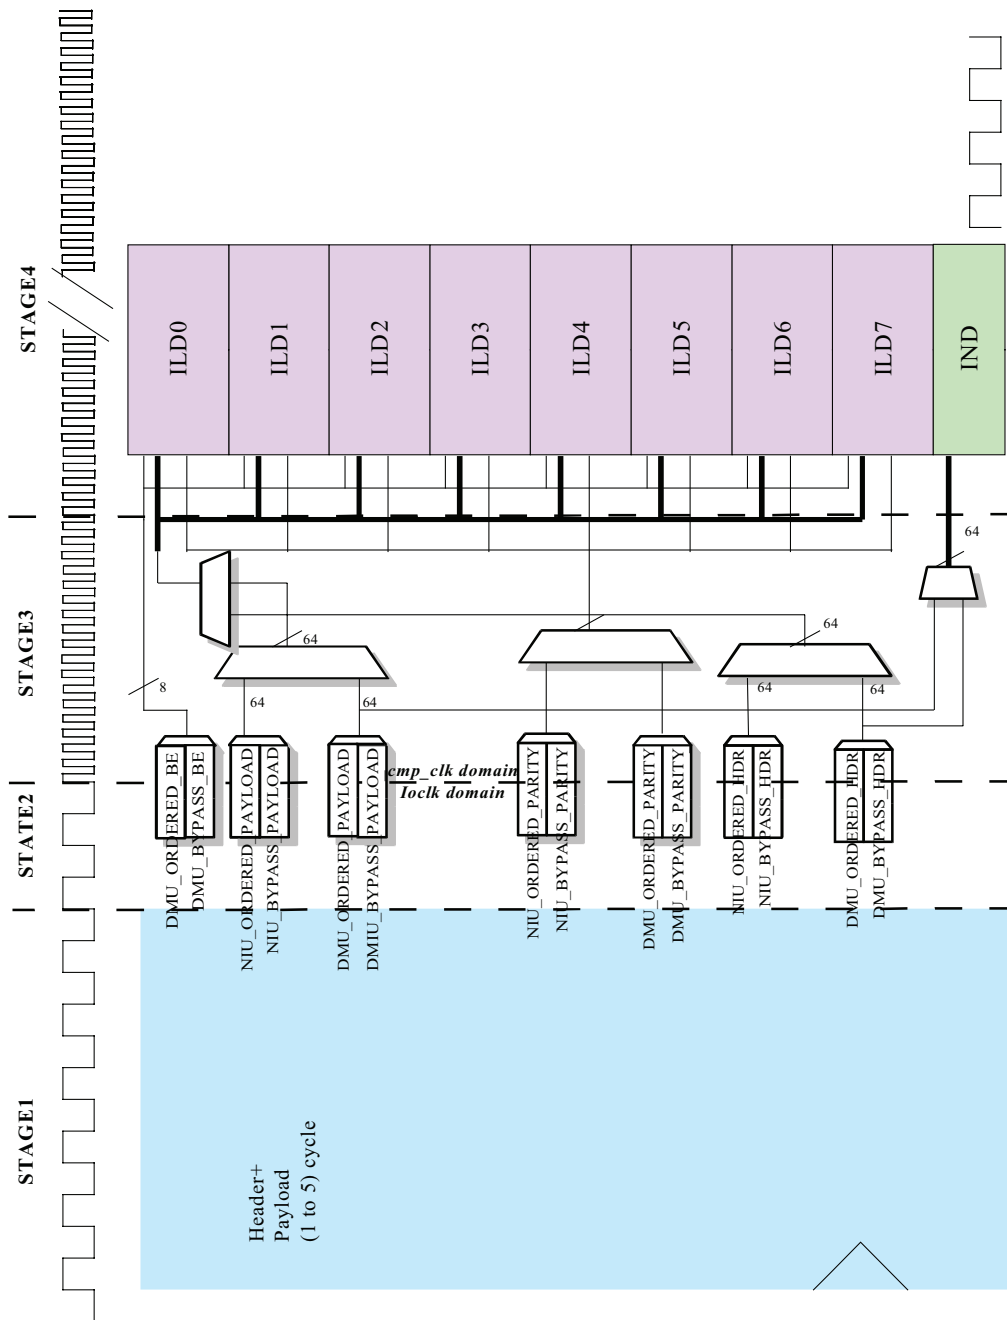 STAGE1
STATE2
STAGE3
STAGE4
Header+
Payload
(1 to 5) cycle
DMU_ORDERED_BE
DMU_BYPASS_BE
NIU_ORDERED_PAYLOAD
NIU_BYPASS_PAYLOAD
DMU_ORDERED_PAYLOAD
DMIU_BYPASS_PAYLOAD
NIU_ORDERED_PARITY
NIU_BYPASS_PARITY
DMU_ORDERED_PARITY
DMU_BYPASS_PARITY
NIU_ORDERED_HDR
NIU_BYPASS_HDR
DMU_ORDERED_HDR
DMU_BYPASS_HDR
cmp_clk domain
Ioclk domain
8
64
64
64
64
64
64
64
ILD0
ILD1
ILD2
ILD3
ILD4
ILD5
ILD6
ILD7
IND